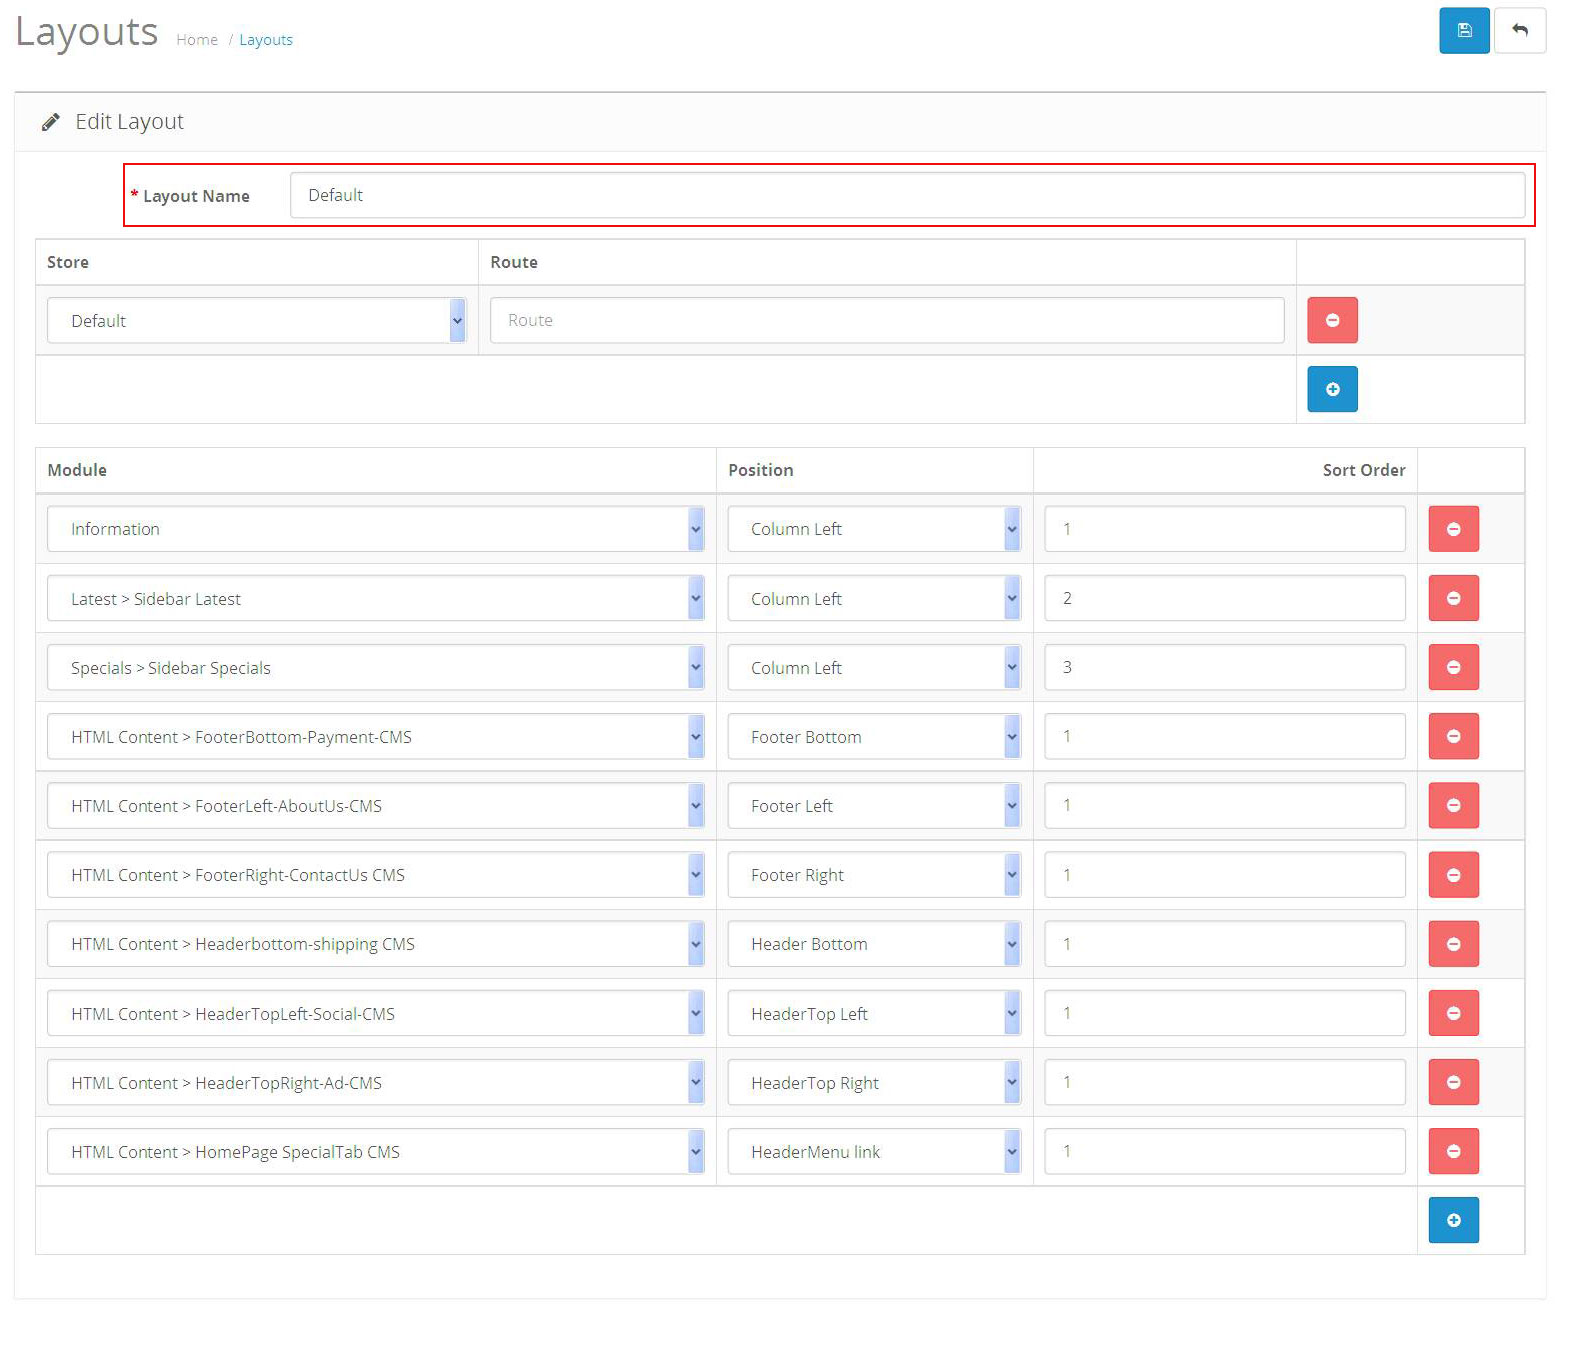 Layouts Home / Layouts
Edit Layout
* Layout Name Default
Store Route
Default Route
Module Position Sort Order
Information Column Left 1
Latest > Sidebar Latest Column Left 2
Specials > Sidebar Specials Column Left 3
HTML Content > FooterBottom-Payment-CMS Footer Bottom 1
HTML Content > FooterLeft-AboutUs-CMS Footer Left 1
HTML Content > FooterRight-ContactUs CMS Footer Right 1
HTML Content > Headerbottom-shipping CMS Header Bottom 1
HTML Content > HeaderTopLeft-Social-CMS HeaderTop Left 1
HTML Content > HeaderTopRight-Ad-CMS HeaderTop Right 1
HTML Content > HomePage SpecialTab CMS HeaderMenu link 1